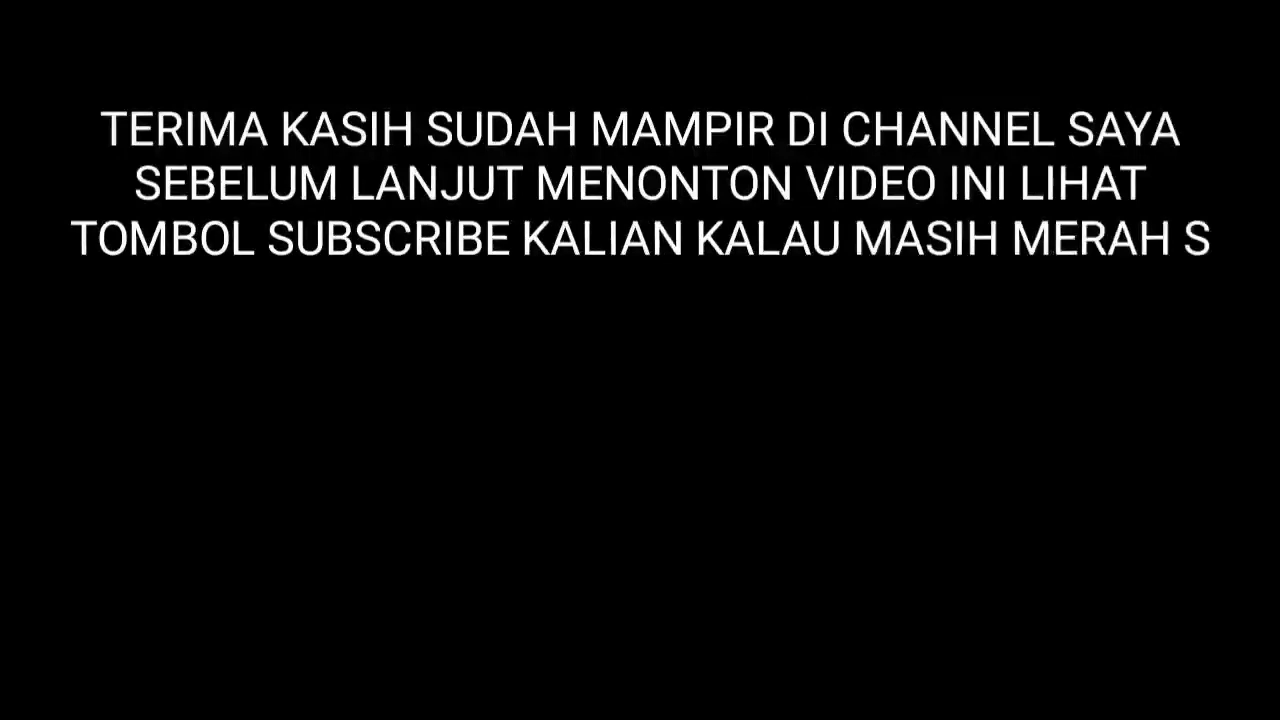 TERIMA KASIH SUDAH MAMPIR DI CHANNEL SAYA
SEBELUM LANJUT MENONTON VIDEO INI LIHAT
TOMBOL SUBSCRIBE KALIAN KALAU MASIH MERAH S